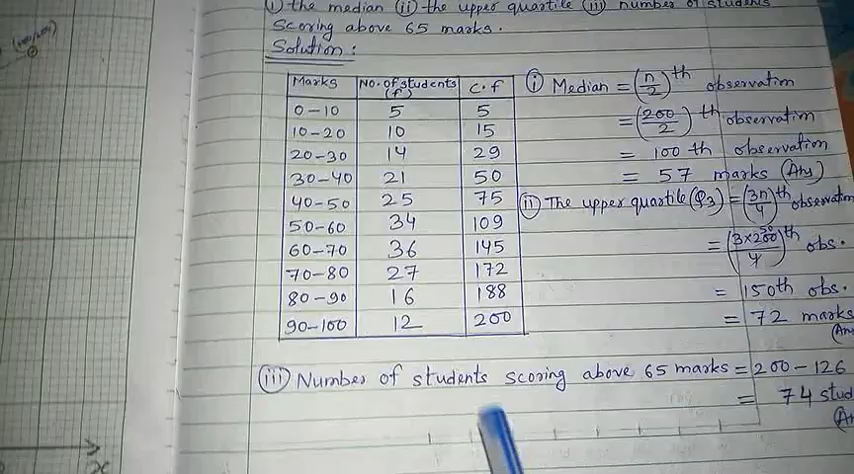 (i) the median (ii) the upper quartile (iii) number of students
scoring above 65 marks.
Solution :
Marks No. of students (f) C.f
0-10 5 5
10-20 10 15
20-30 14 29
30-40 21 50
40-50 25 75
50-60 34 109
60-70 36 145
70-80 27 172
80-90 16 188
90-100 12 200
(i) Median = (n/2)th observation
= (200/2)th observation
= 100 th observation
= 57 marks (Ans)
(ii) The upper quartile (Q3) = (3n/4)th observation
= (3×200/4)th obs.
= 150th obs.
= 72 marks
(iii) Number of students scoring above 65 marks = 200 - 126
= 74 stud
x